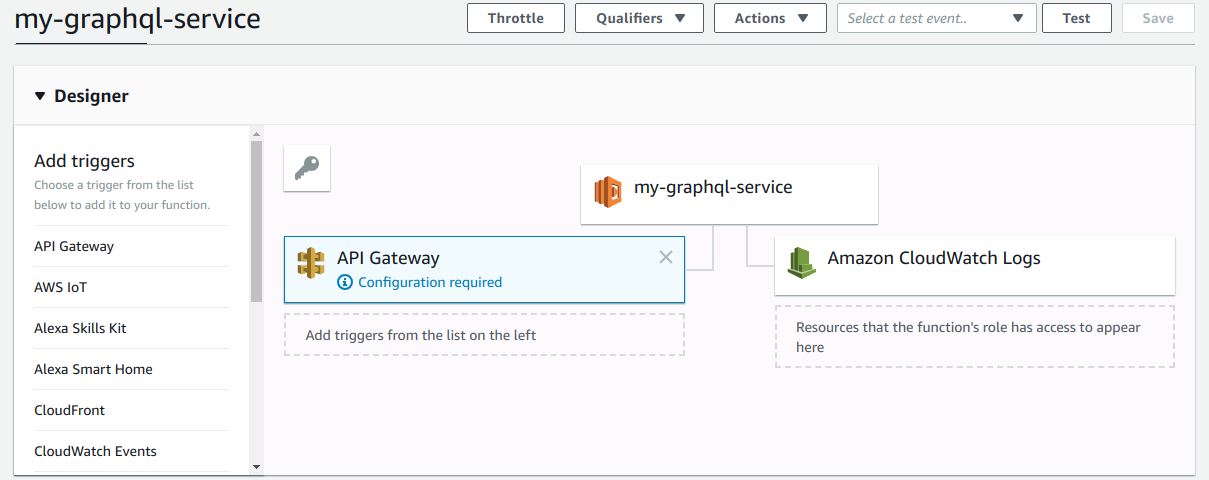 my-graphql-service
Throttle
Qualifiers
Actions
Select a test event..
Test
Save
Designer
Add triggers
Choose a trigger from the list
below to add it to your function.
API Gateway
AWS IoT
Alexa Skills Kit
Alexa Smart Home
CloudFront
CloudWatch Events
my-graphql-service
API Gateway
Configuration required
Add triggers from the list on the left
Amazon CloudWatch Logs
Resources that the function's role has access to appear
here